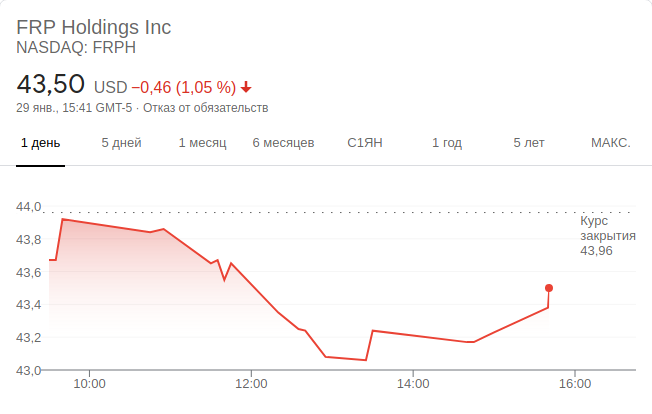 FRP Holdings Inc
NASDAQ: FRPH
43,50 USD −0,46 (1,05 %)
29 янв., 15:41 GMT-5 · Отказ от обязательств
1 день 5 дней 1 месяц 6 месяцев С1ЯН 1 год 5 лет МАКС.
44,0
Курс
закрытия
43,96
43,8
43,6
43,4
43,2
43,0
10:00 12:00 14:00 16:00